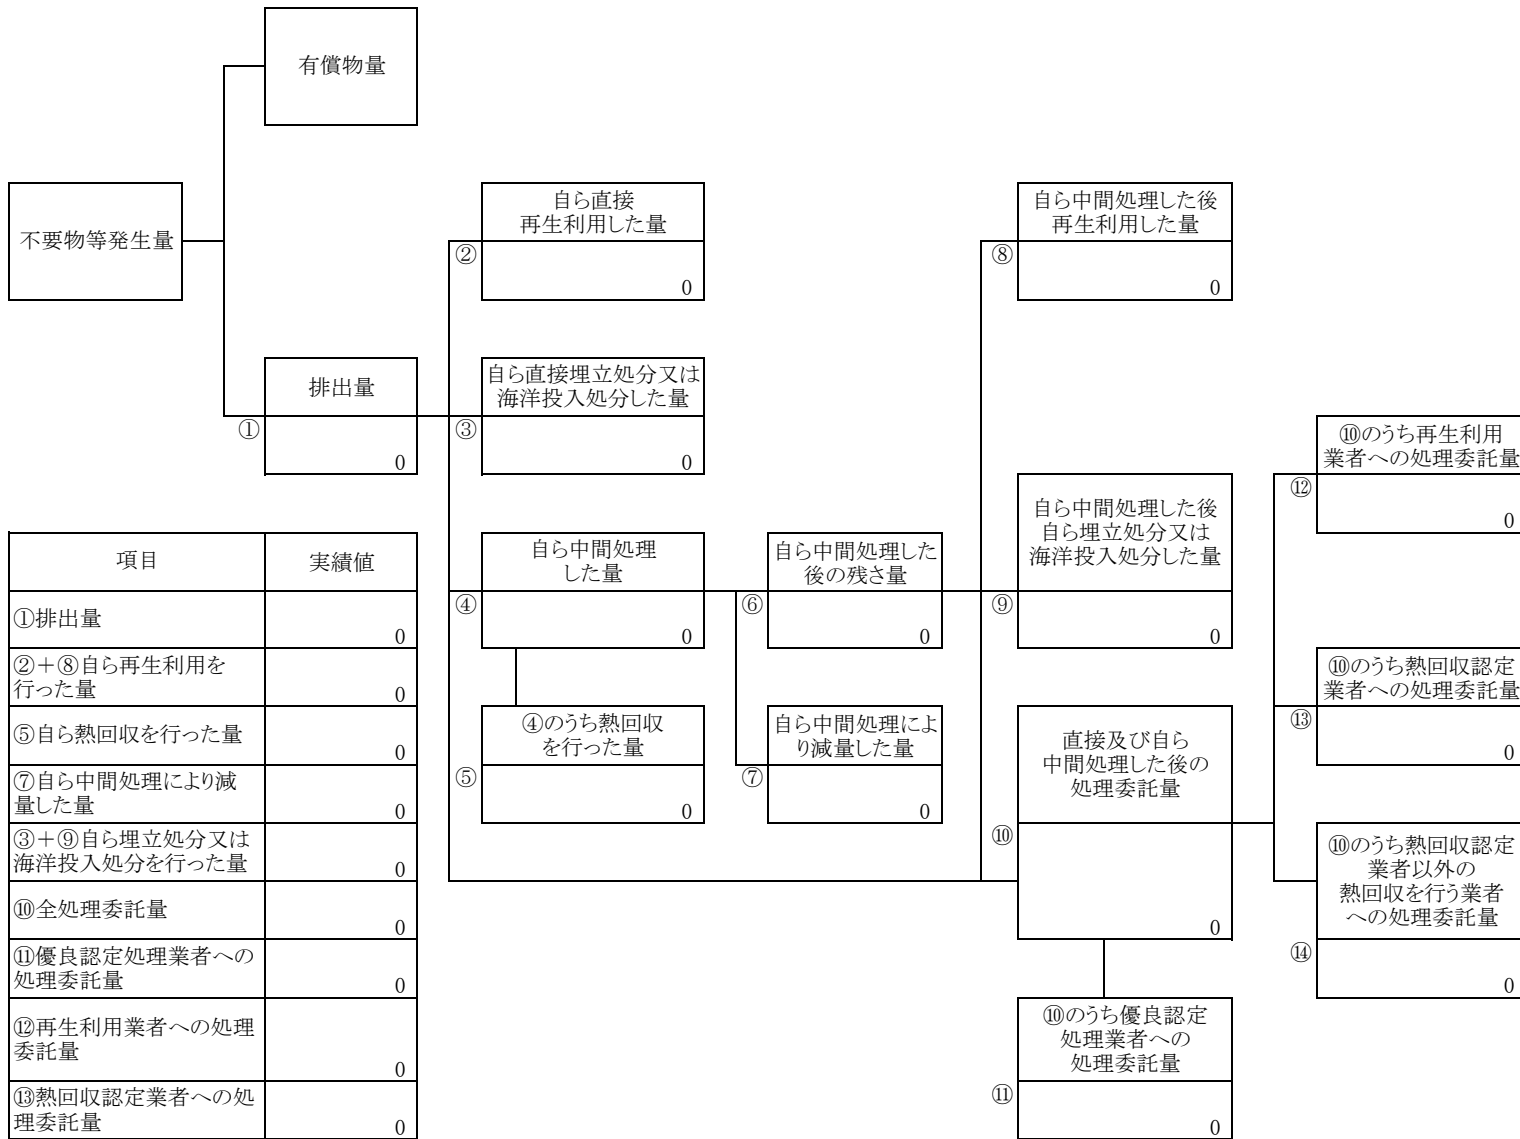 有償物量
不要物等発生量
排出量
①
0
自ら直接
再生利用した量
②
0
自ら直接埋立処分又は
海洋投入処分した量
③
0
自ら中間処理
した量
④
0
④のうち熱回収
を行った量
⑤
0
自ら中間処理した
後の残さ量
⑥
0
自ら中間処理によ
り減量した量
⑦
0
自ら中間処理した後
再生利用した量
⑧
0
自ら中間処理した後
自ら埋立処分又は
海洋投入処分した量
⑨
0
直接及び自ら
中間処理した後の
処理委託量
⑩
0
⑩のうち優良認定
処理業者への
処理委託量
⑪
0
⑩のうち再生利用
業者への処理委託量
⑫
0
⑩のうち熱回収認定
業者への処理委託量
⑬
0
⑩のうち熱回収認定
業者以外の
熱回収を行う業者
への処理委託量
⑭
0
項目 実績値
①排出量
0
②＋⑧自ら再生利用を
行った量
0
⑤自ら熱回収を行った量
0
⑦自ら中間処理により減
量した量
0
③＋⑨自ら埋立処分又は
海洋投入処分を行った量
0
⑩全処理委託量
0
⑪優良認定処理業者への
処理委託量
0
⑫再生利用業者への処理
委託量
0
⑬熱回収認定業者への処
理委託量
0